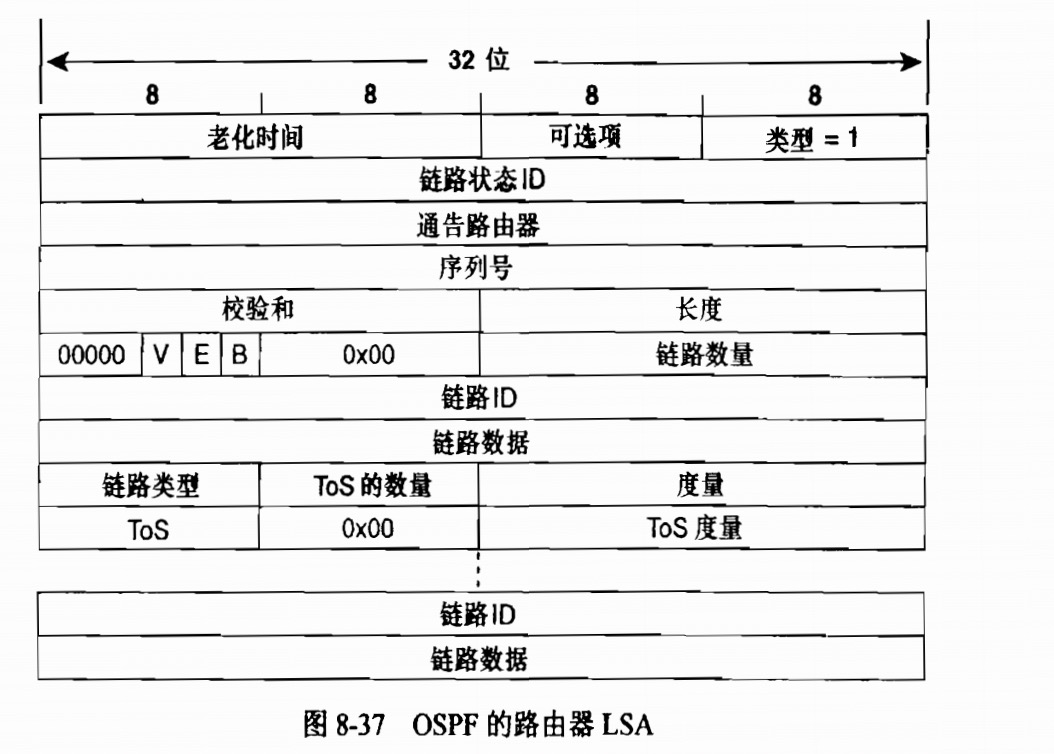 32 位
8 8 8 8
老化时间 可选项 类型 = 1
链路状态 ID
通告路由器
序列号
校验和 长度
00000 V E B 0x00 链路数量
链路 ID
链路数据
链路类型 ToS 的数量 度量
ToS 0x00 ToS 度量
链路 ID
链路数据
图 8-37 OSPF 的路由器 LSA